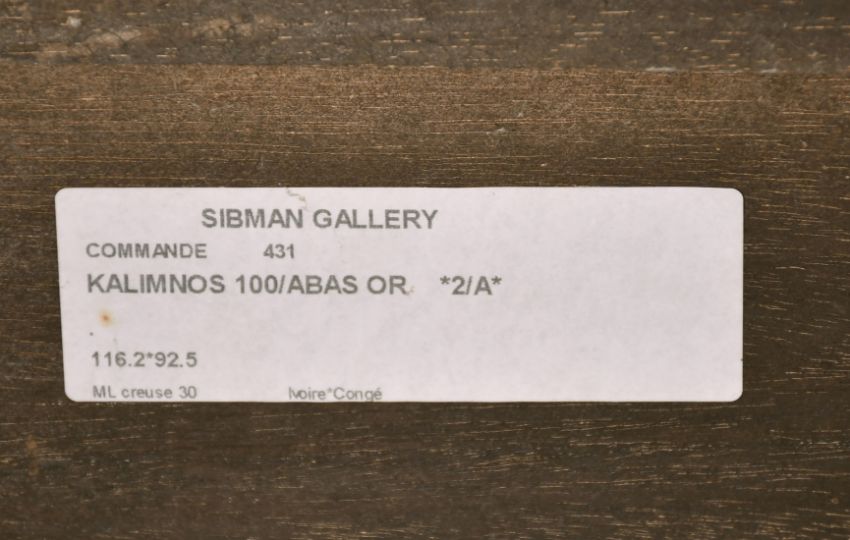 SIBMAN GALLERY
COMMANDE 431
KALIMNOS 100/ABAS OR *2/A*
116.2*92.5
ML creuse 30 Ivoire*Congé